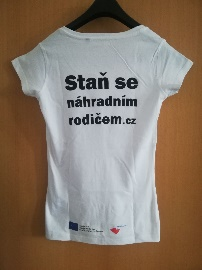 Staň se
náhradním
rodičem.cz